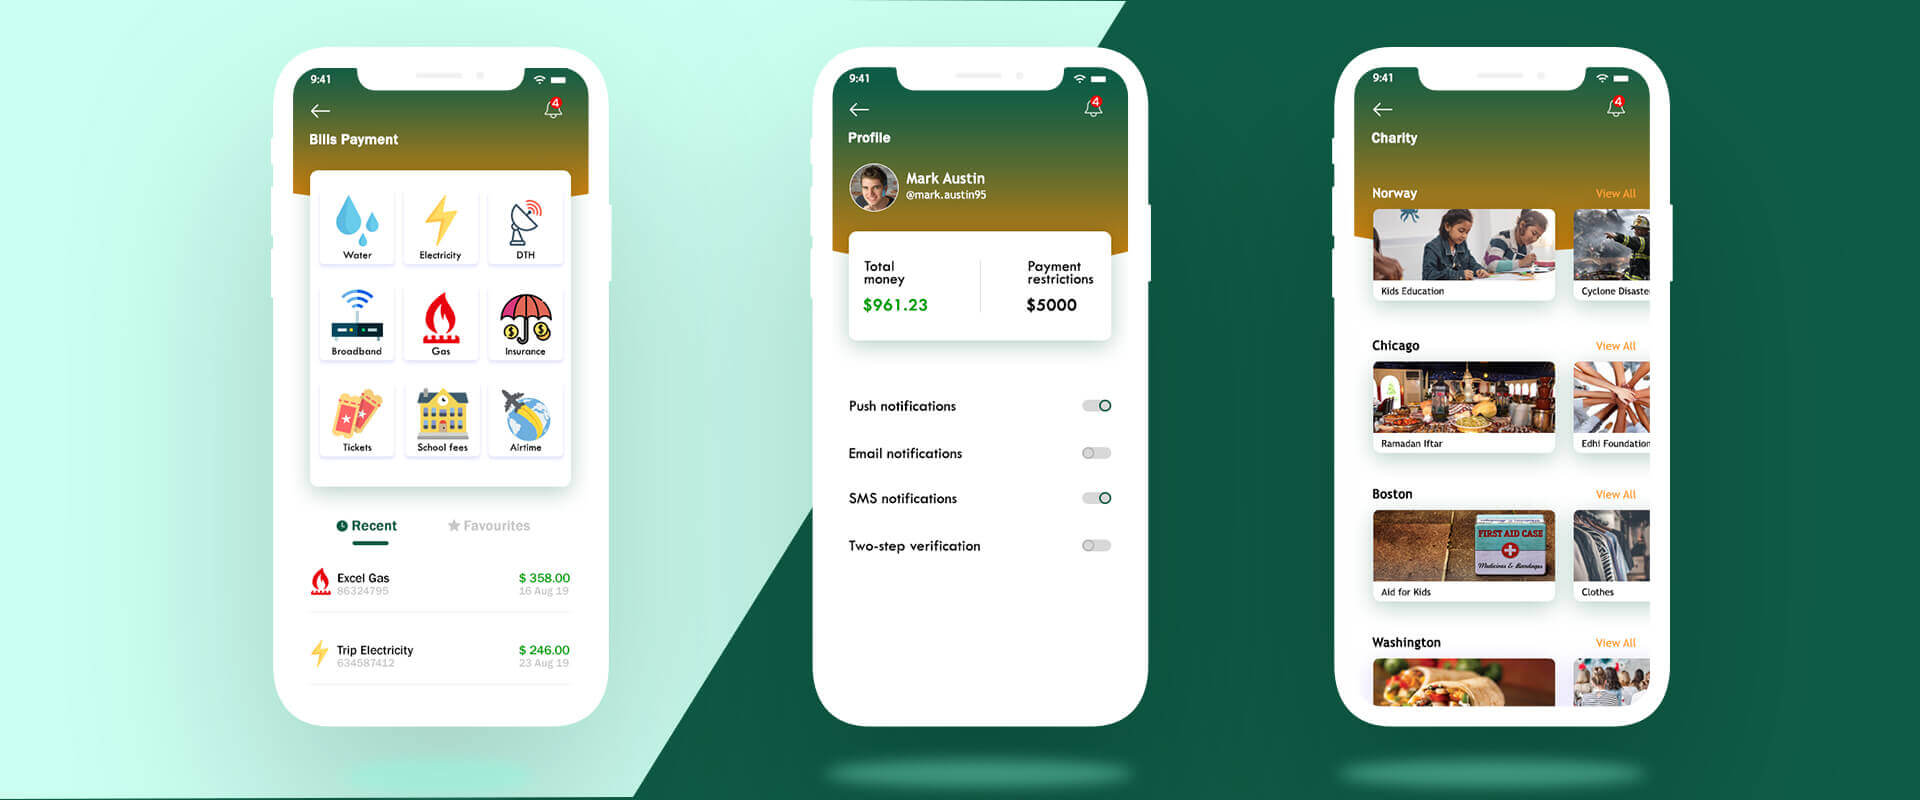 9:41
4
Bills Payment
Water
Electricity
DTH
Broadband
Gas
Insurance
Tickets
School fees
Airtime
Recent
Favourites
Excel Gas
$ 358.00
86324795
16 Aug 19
Trip Electricity
$ 246.00
634587412
23 Aug 19
9:41
4
Profile
Mark Austin
@mark.austin95
Total
money
$961.23
Payment
restrictions
$5000
Push notifications
Email notifications
SMS notifications
Two-step verification
9:41
4
Charity
Norway
View All
Kids Education
Cyclone Disaste
Chicago
View All
Ramadan Iftar
Edhi Foundation
Boston
View All
FIRST AID CASE
Medicines & Bandages
Aid for Kids
Clothes
Washington
View All